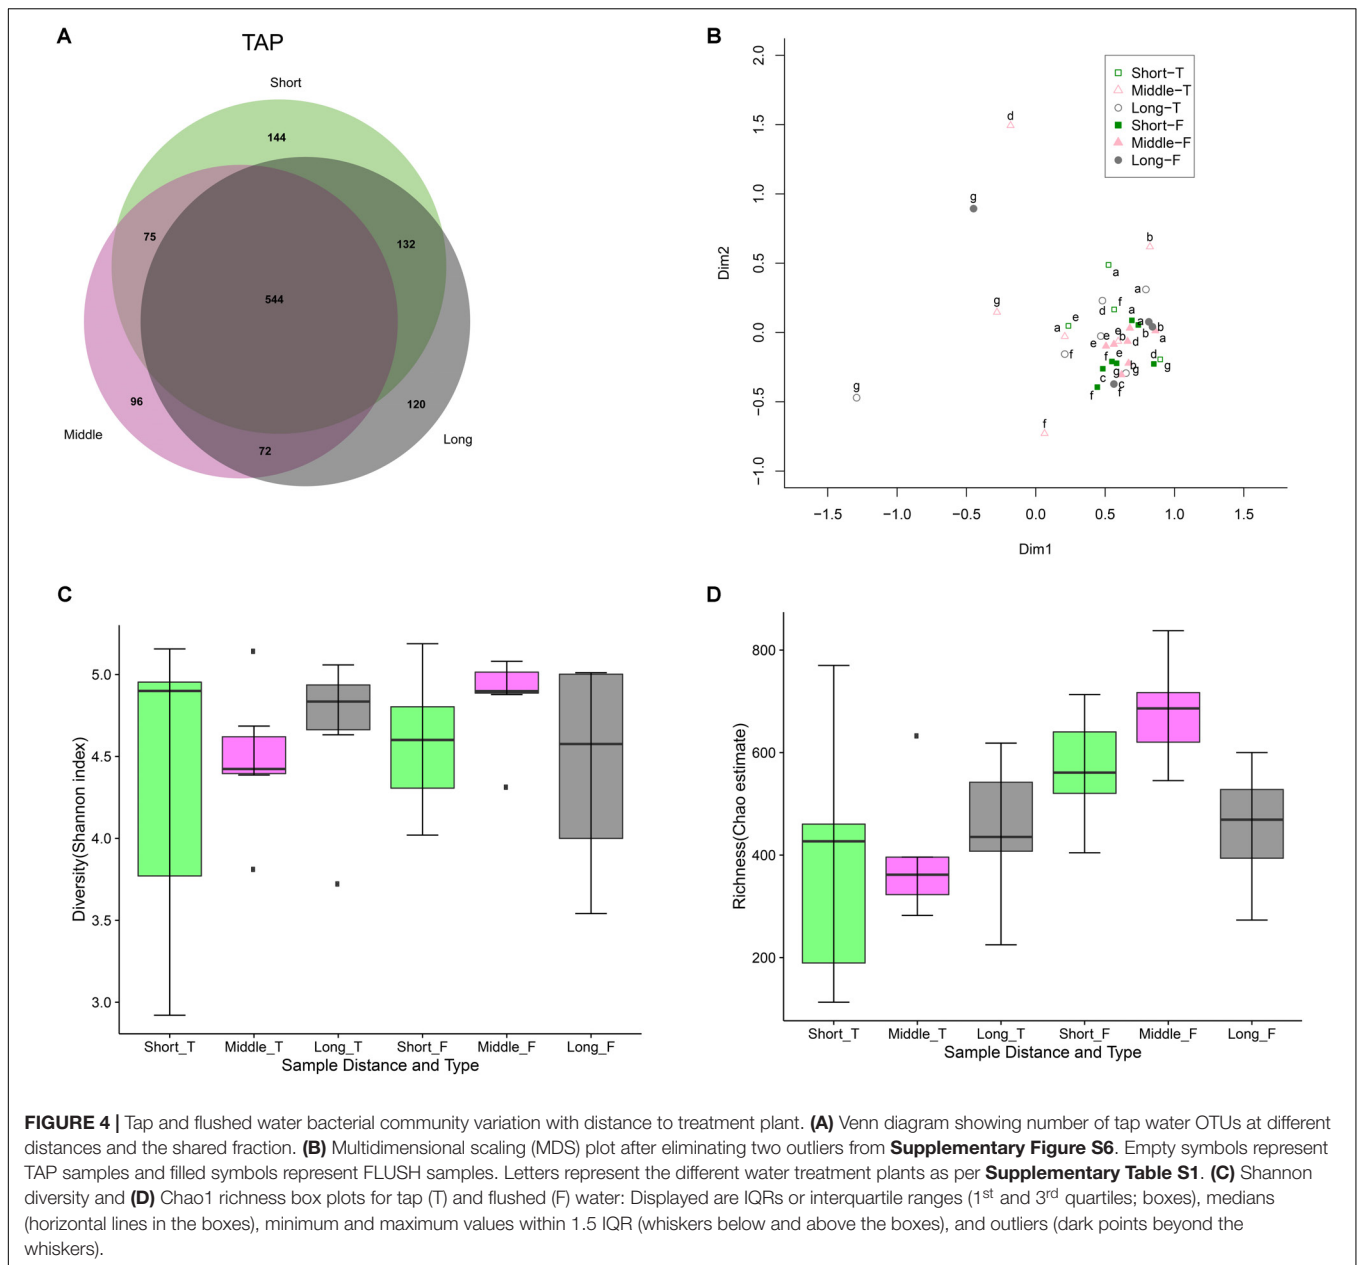 A
TAP
Short
144
75
132
544
96
120
Middle
Long
72
B
Short-T
Middle-T
Long-T
Short-F
Middle-F
Long-F
2.0
1.5
1.0
0.5
0.0
−0.5
−1.0
Dim2
d
g
b
a
a
f
d
g
e
a
a
b
a
e
b
a
f
e
d
e
f
e
d
b
g
g
g
c
c
g
f
f
f
−1.5 −1.0 −0.5 0.0 0.5 1.0 1.5
Dim1
C
5.0
4.5
4.0
3.5
3.0
Diversity(Shannon index)
Short_T Middle_T Long_T Short_F Middle_F Long_F
Sample Distance and Type
D
800
600
400
200
Richness(Chao estimate)
Short_T Middle_T Long_T Short_F Middle_F Long_F
Sample Distance and Type
FIGURE 4 | Tap and flushed water bacterial community variation with distance to treatment plant. (A) Venn diagram showing number of tap water OTUs at different
distances and the shared fraction. (B) Multidimensional scaling (MDS) plot after eliminating two outliers from Supplementary Figure S6. Empty symbols represent
TAP samples and filled symbols represent FLUSH samples. Letters represent the different water treatment plants as per Supplementary Table S1. (C) Shannon
diversity and (D) Chao1 richness box plots for tap (T) and flushed (F) water: Displayed are IQRs or interquartile ranges (1st and 3rd quartiles; boxes), medians
(horizontal lines in the boxes), minimum and maximum values within 1.5 IQR (whiskers below and above the boxes), and outliers (dark points beyond the
whiskers).